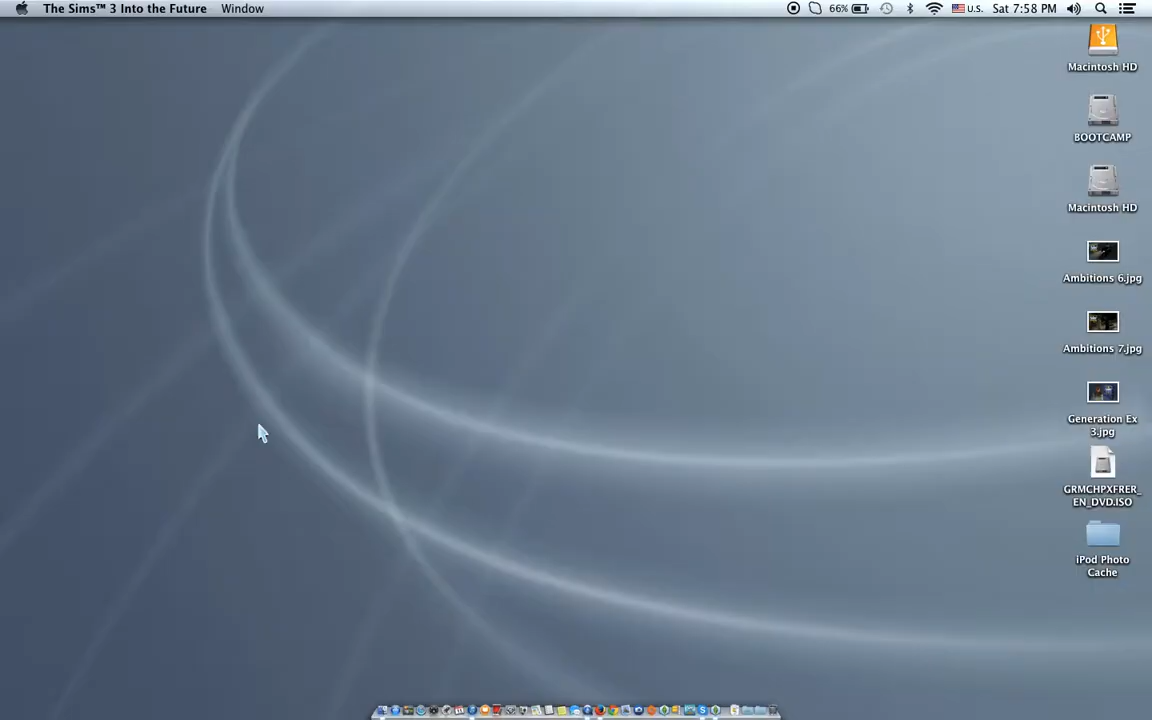 The Sims™ 3 Into the Future Window 66% U.S. Sat 7:58 PM
Macintosh HD
BOOTCAMP
Macintosh HD
Ambitions 6.jpg
Ambitions 7.jpg
Generation Ex
3.jpg
GRMCHPXFRER_
EN_DVD.ISO
iPod Photo
Cache